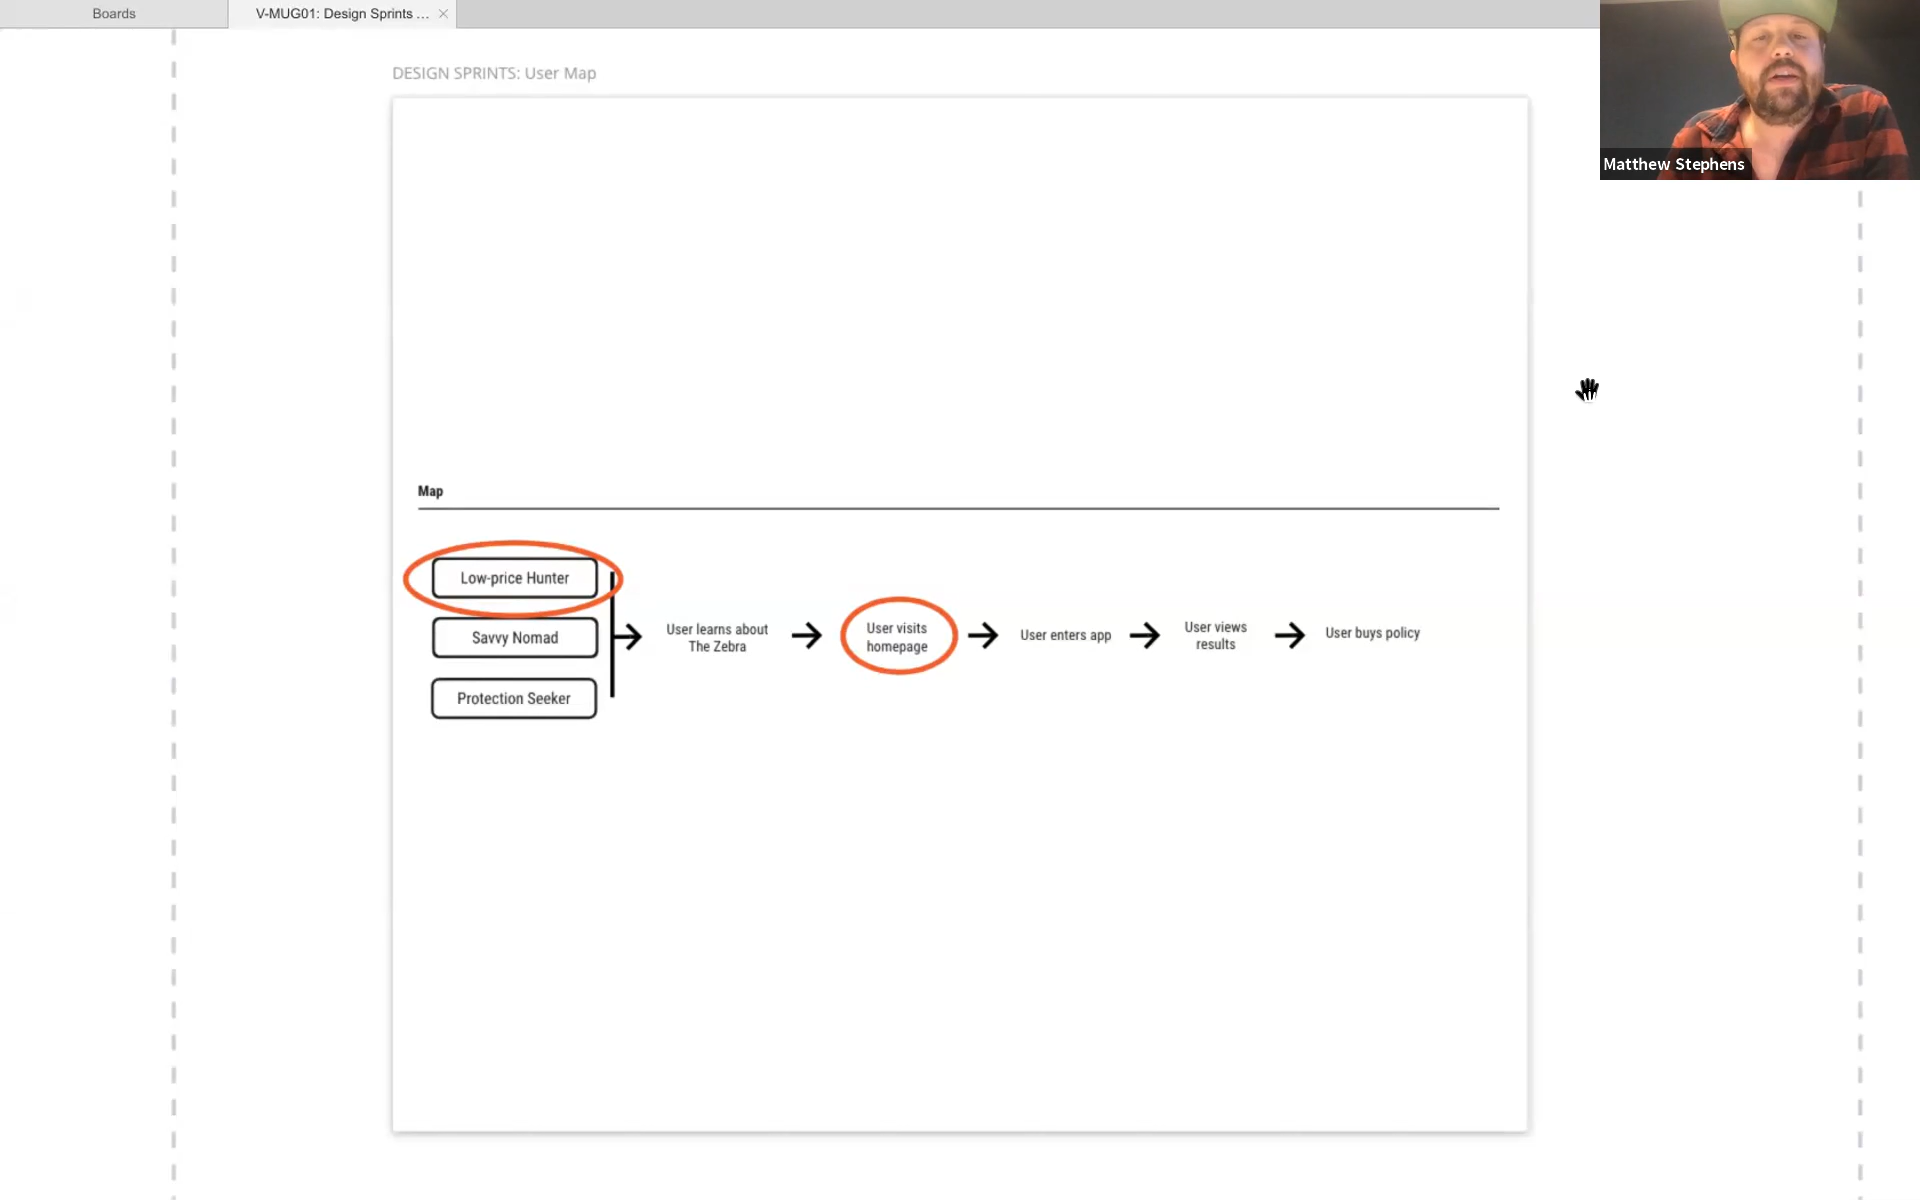 Boards
V-MUG01: Design Sprints ...
Matthew Stephens
DESIGN SPRINTS: User Map
Map
Low-price Hunter
Savvy Nomad
Protection Seeker
User learns about
The Zebra
User visits
homepage
User enters app
User views
results
User buys policy